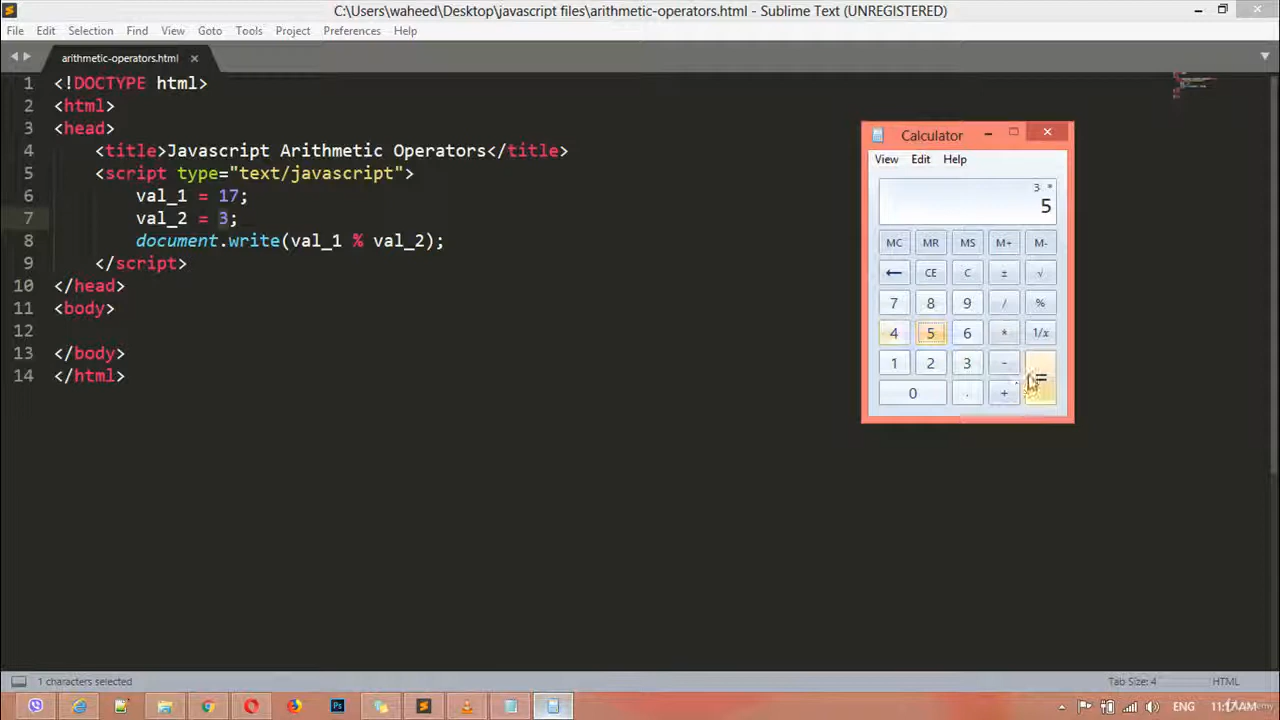 C:\Users\waheed\Desktop\javascript files\arithmetic-operators.html - Sublime Text (UNREGISTERED)
File Edit Selection Find View Goto Tools Project Preferences Help
arithmetic-operators.html
1 <!DOCTYPE html>
2 <html>
3 <head>
4 <title>Javascript Arithmetic Operators</title>
5 <script type="text/javascript">
6 val_1 = 17;
7 val_2 = 3;
8 document.write(val_1 % val_2);
9 </script>
10 </head>
11 <body>
12
13 </body>
14 </html>
Calculator
View Edit Help
3 *
5
MC MR MS M+ M-
← CE C ± √
7 8 9 / %
4 5 6 * 1/x
1 2 3 - =
0 . +
1 characters selected
Tab Size: 4
HTML
ENG
11:17 AM